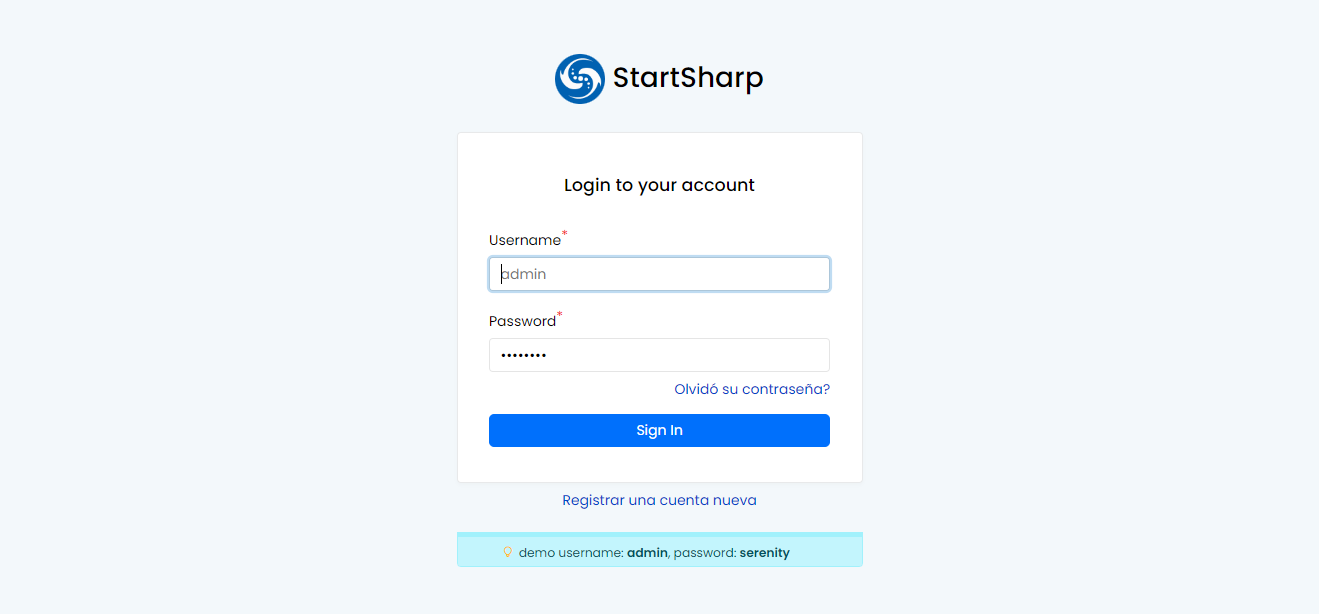 StartSharp
Login to your account
Username*
admin
Password*
••••••••
Olvidó su contraseña?
Sign In
Registrar una cuenta nueva
demo username: admin, password: serenity